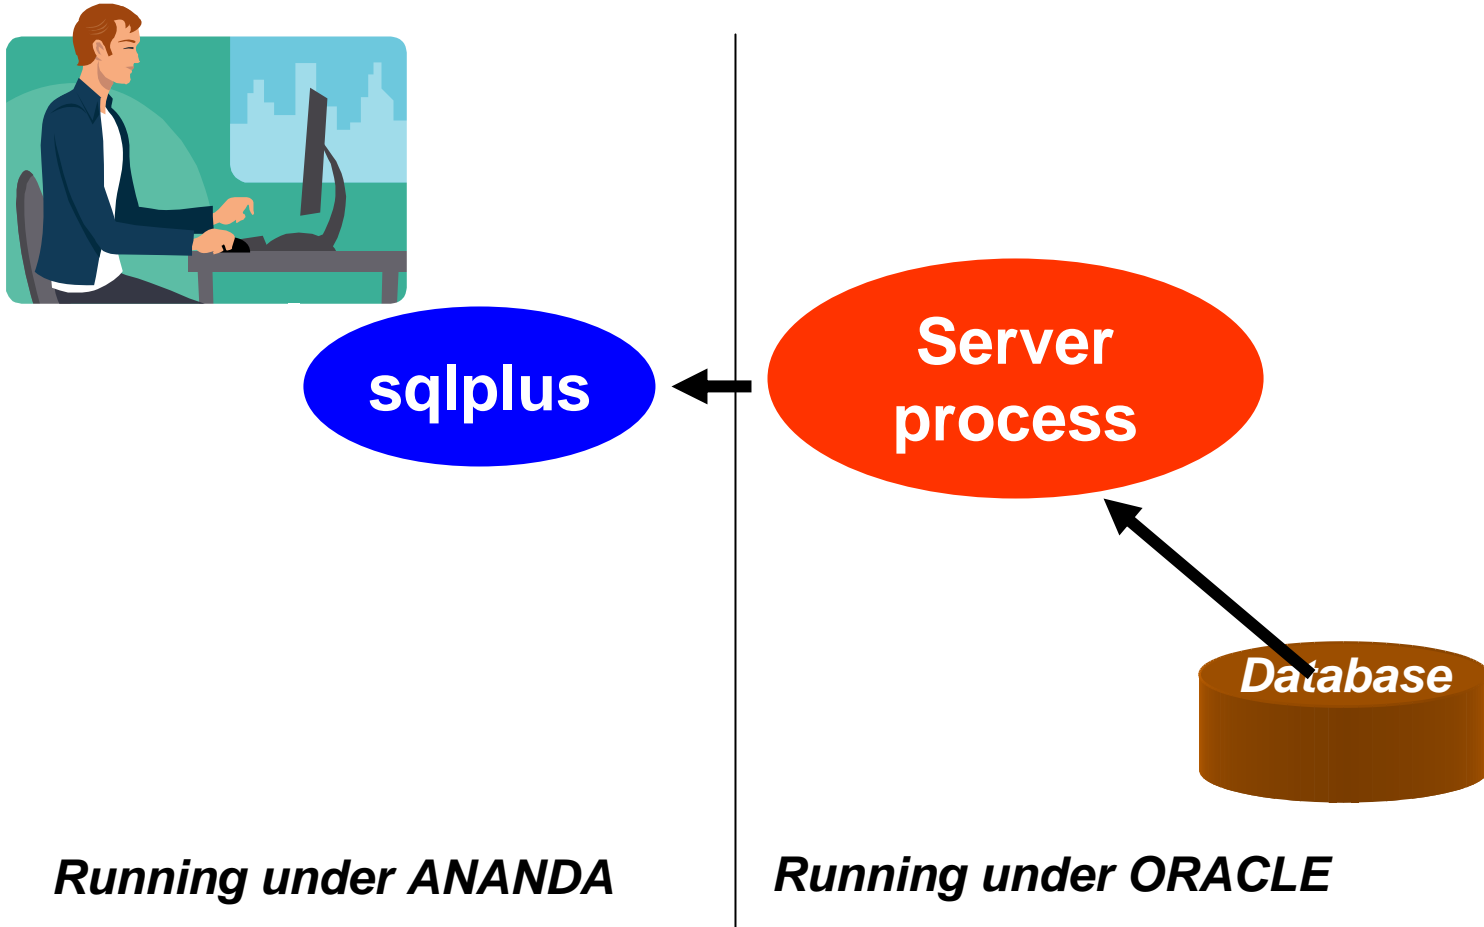 sqlplus
Server
process
Database
Running under ANANDA
Running under ORACLE